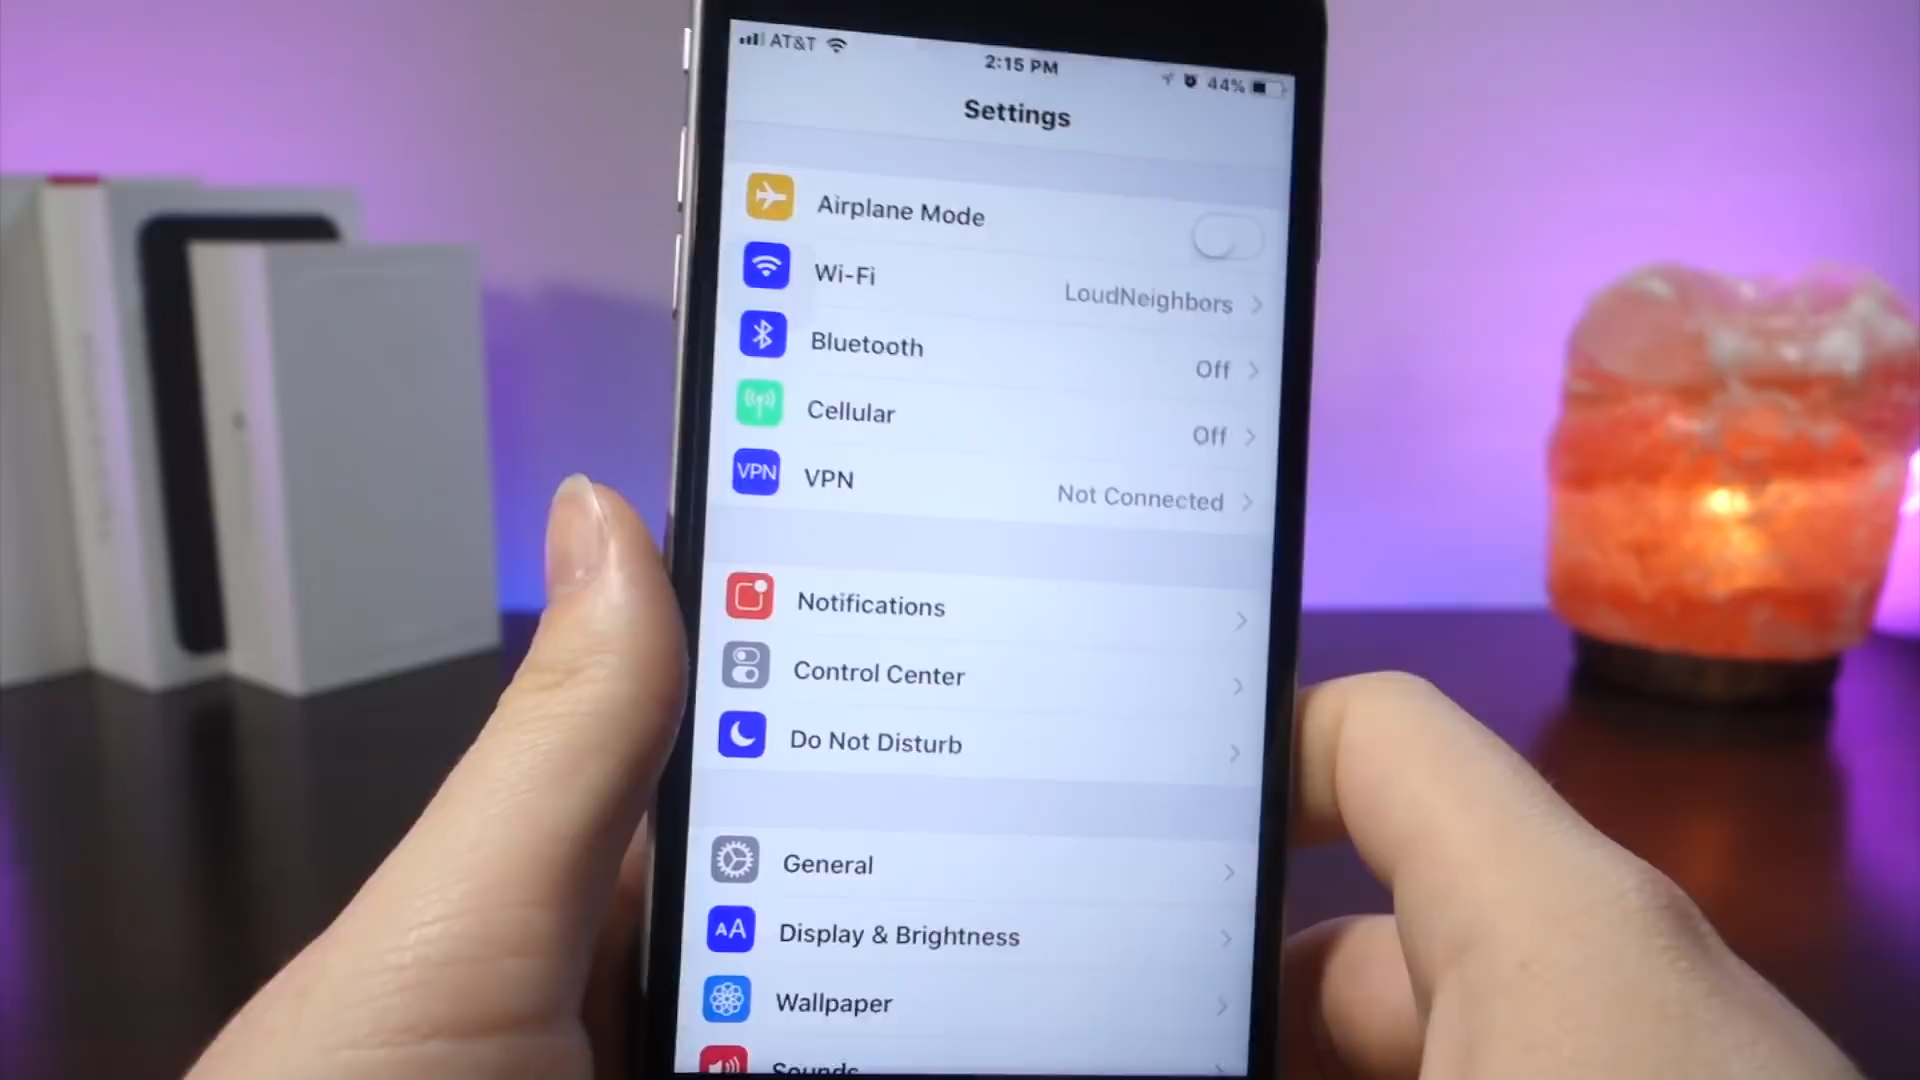 AT&T 2:15 PM 44%
Settings
Airplane Mode
Wi-Fi LoudNeighbors
Bluetooth Off
Cellular Off
VPN VPN Not Connected
Notifications
Control Center
Do Not Disturb
General
AA Display & Brightness
Wallpaper
Sounds